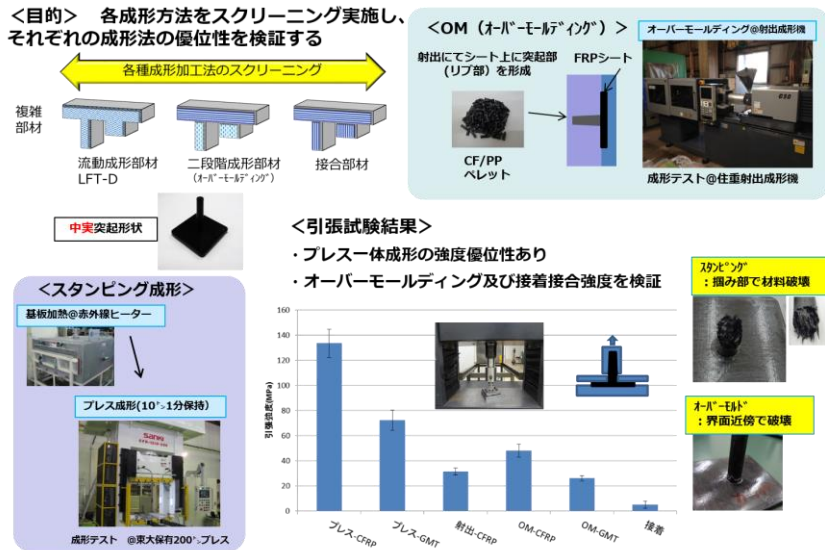 ＜目的＞　各成形方法をスクリーニング実施し、
それぞれの成形法の優位性を検証する
各種成形加工法のスクリーニング
複雑
部材
流動成形部材
LFT-D
二段階成形部材
(ｵｰﾊﾞｰﾓｰﾙﾃﾞｨﾝｸﾞ)
接合部材
中実突起形状
＜OM（ｵｰﾊﾞｰﾓｰﾙﾃﾞｨﾝｸﾞ）＞
オーバーモールディング@射出成形機
射出にてシート上に突起部
(リブ部）を形成
FRPシート
CF/PP
ペレット
成形テスト@住重射出成形機
＜スタンピング成形＞
基板加熱@赤外線ヒーター
プレス成形(10㌧>1分保持）
SANKI
成形テスト　@東大保有200㌧プレス
＜引張試験結果＞
・プレス一体成形の強度優位性あり
・オーバーモールディング及び接着接合強度を検証
引張強度(MPa)
160
140
120
100
80
60
40
20
0
プレス-CFRP
プレス-GMT
射出-CFRP
OM-CFRP
OM-GMT
接着
ｽﾀﾝﾋﾟﾝｸﾞ
：掴み部で材料破壊
ｵｰﾊﾞｰﾓﾙﾄﾞ
：界面近傍で破壊